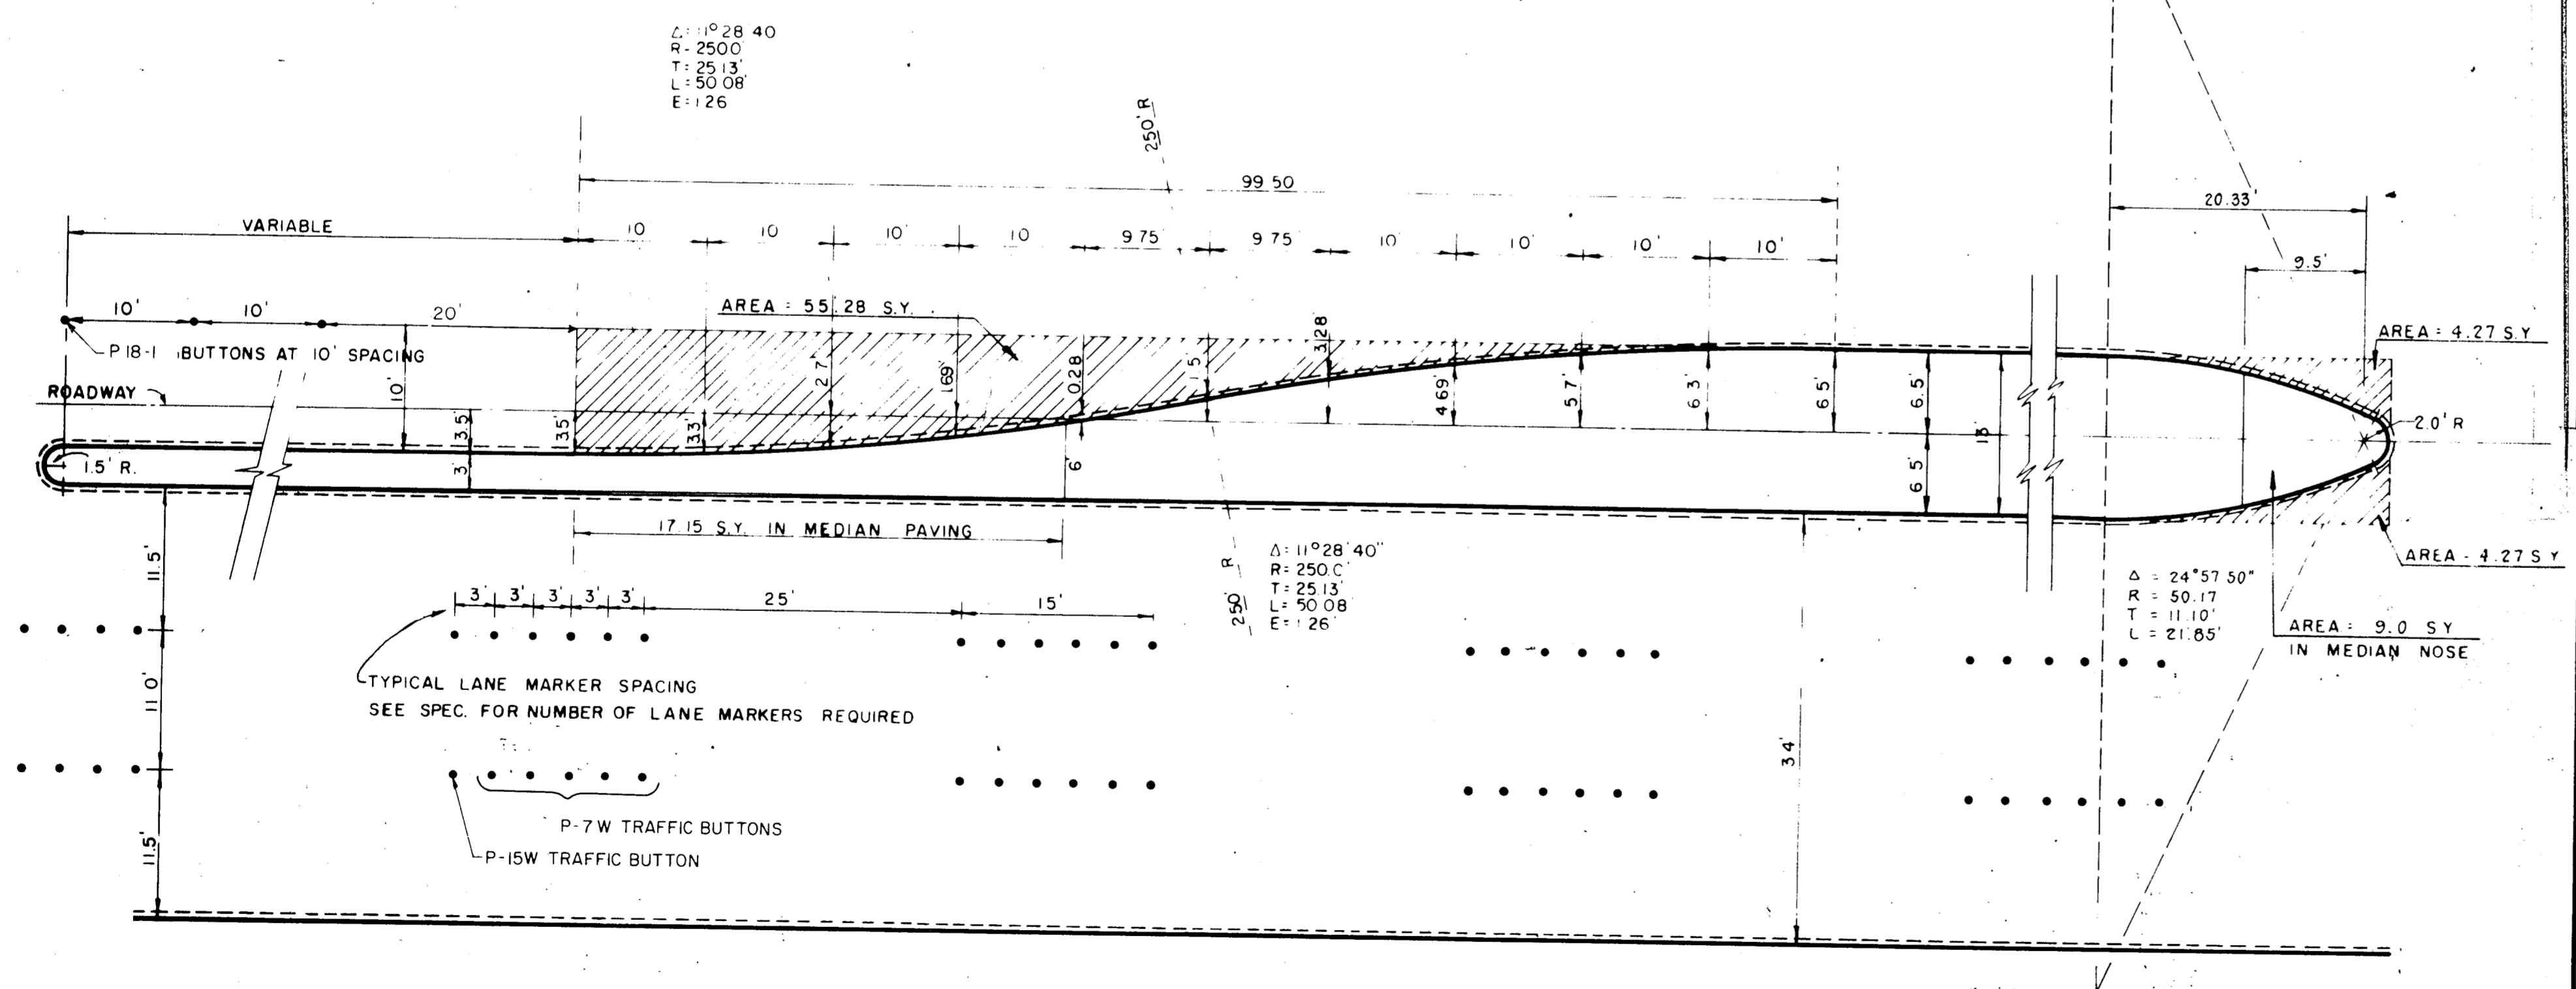 Δ: 11° 28 40
R- 250 0'
T= 25 13'
L= 50 08'
E= 1 26
250' R
99 50
20.33'
VARIABLE
10
10
10'
10
9 75
9 75
10'
10'
10'
10'
9.5'
10'
10'
20'
AREA = 55.28 S.Y.
AREA = 4.27 S.Y
P 18-1 BUTTONS AT 10' SPACING
ROADWAY
10'
3.5
3.5'
3.3'
2 7'
1.69'
0.28
1.5
3.28
4 69'
5.7'
6 3'
6.5'
6.5'
13'
2.0' R
1.5' R.
3'
6'
6 5'
17.15 S.Y. IN MEDIAN PAVING
AREA - 4.27 S Y
11.5'
Δ= 11° 28' 40"
R= 250.0'
T= 25.13'
L= 50 08'
E= 1 26'
250' R
Δ = 24° 57 50"
R = 50.17
T = 11.10'
L = 21.85'
AREA = 9.0 SY
IN MEDIAN NOSE
3'
3'
3'
3'
3'
25'
15'
11 0'
TYPICAL LANE MARKER SPACING
SEE SPEC. FOR NUMBER OF LANE MARKERS REQUIRED
34'
P-7W TRAFFIC BUTTONS
P-15W TRAFFIC BUTTON
11.5'